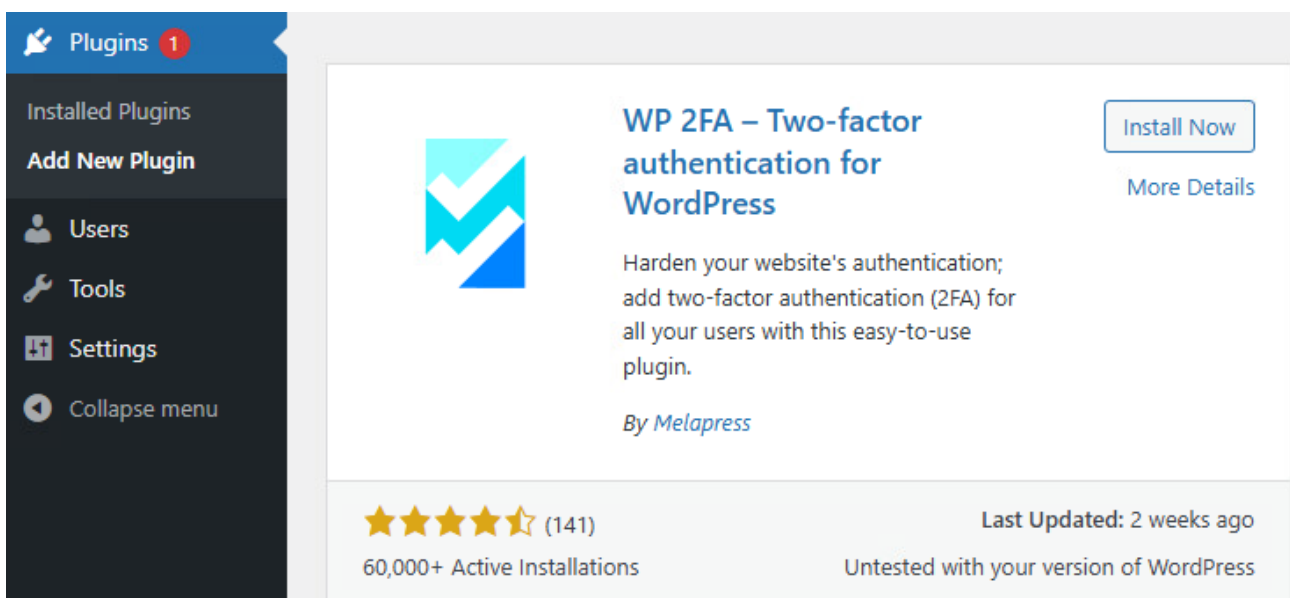 Plugins 1
Installed Plugins
Add New Plugin
Users
Tools
Settings
Collapse menu
WP 2FA – Two-factor
authentication for
WordPress
Install Now
More Details
Harden your website's authentication;
add two-factor authentication (2FA) for
all your users with this easy-to-use
plugin.
By Melapress
(141)
Last Updated: 2 weeks ago
60,000+ Active Installations
Untested with your version of WordPress